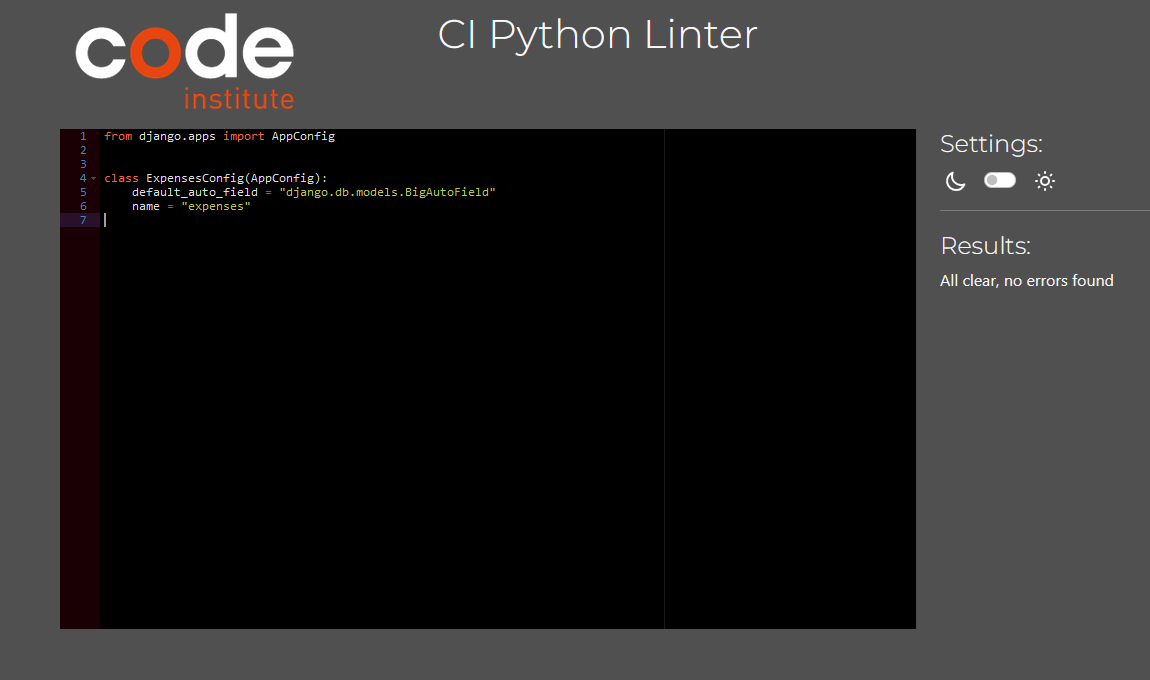 code
institute
CI Python Linter
1 from django.apps import AppConfig
2
3
4 class ExpensesConfig(AppConfig):
5     default_auto_field = "django.db.models.BigAutoField"
6     name = "expenses"
7
Settings:
Results:
All clear, no errors found